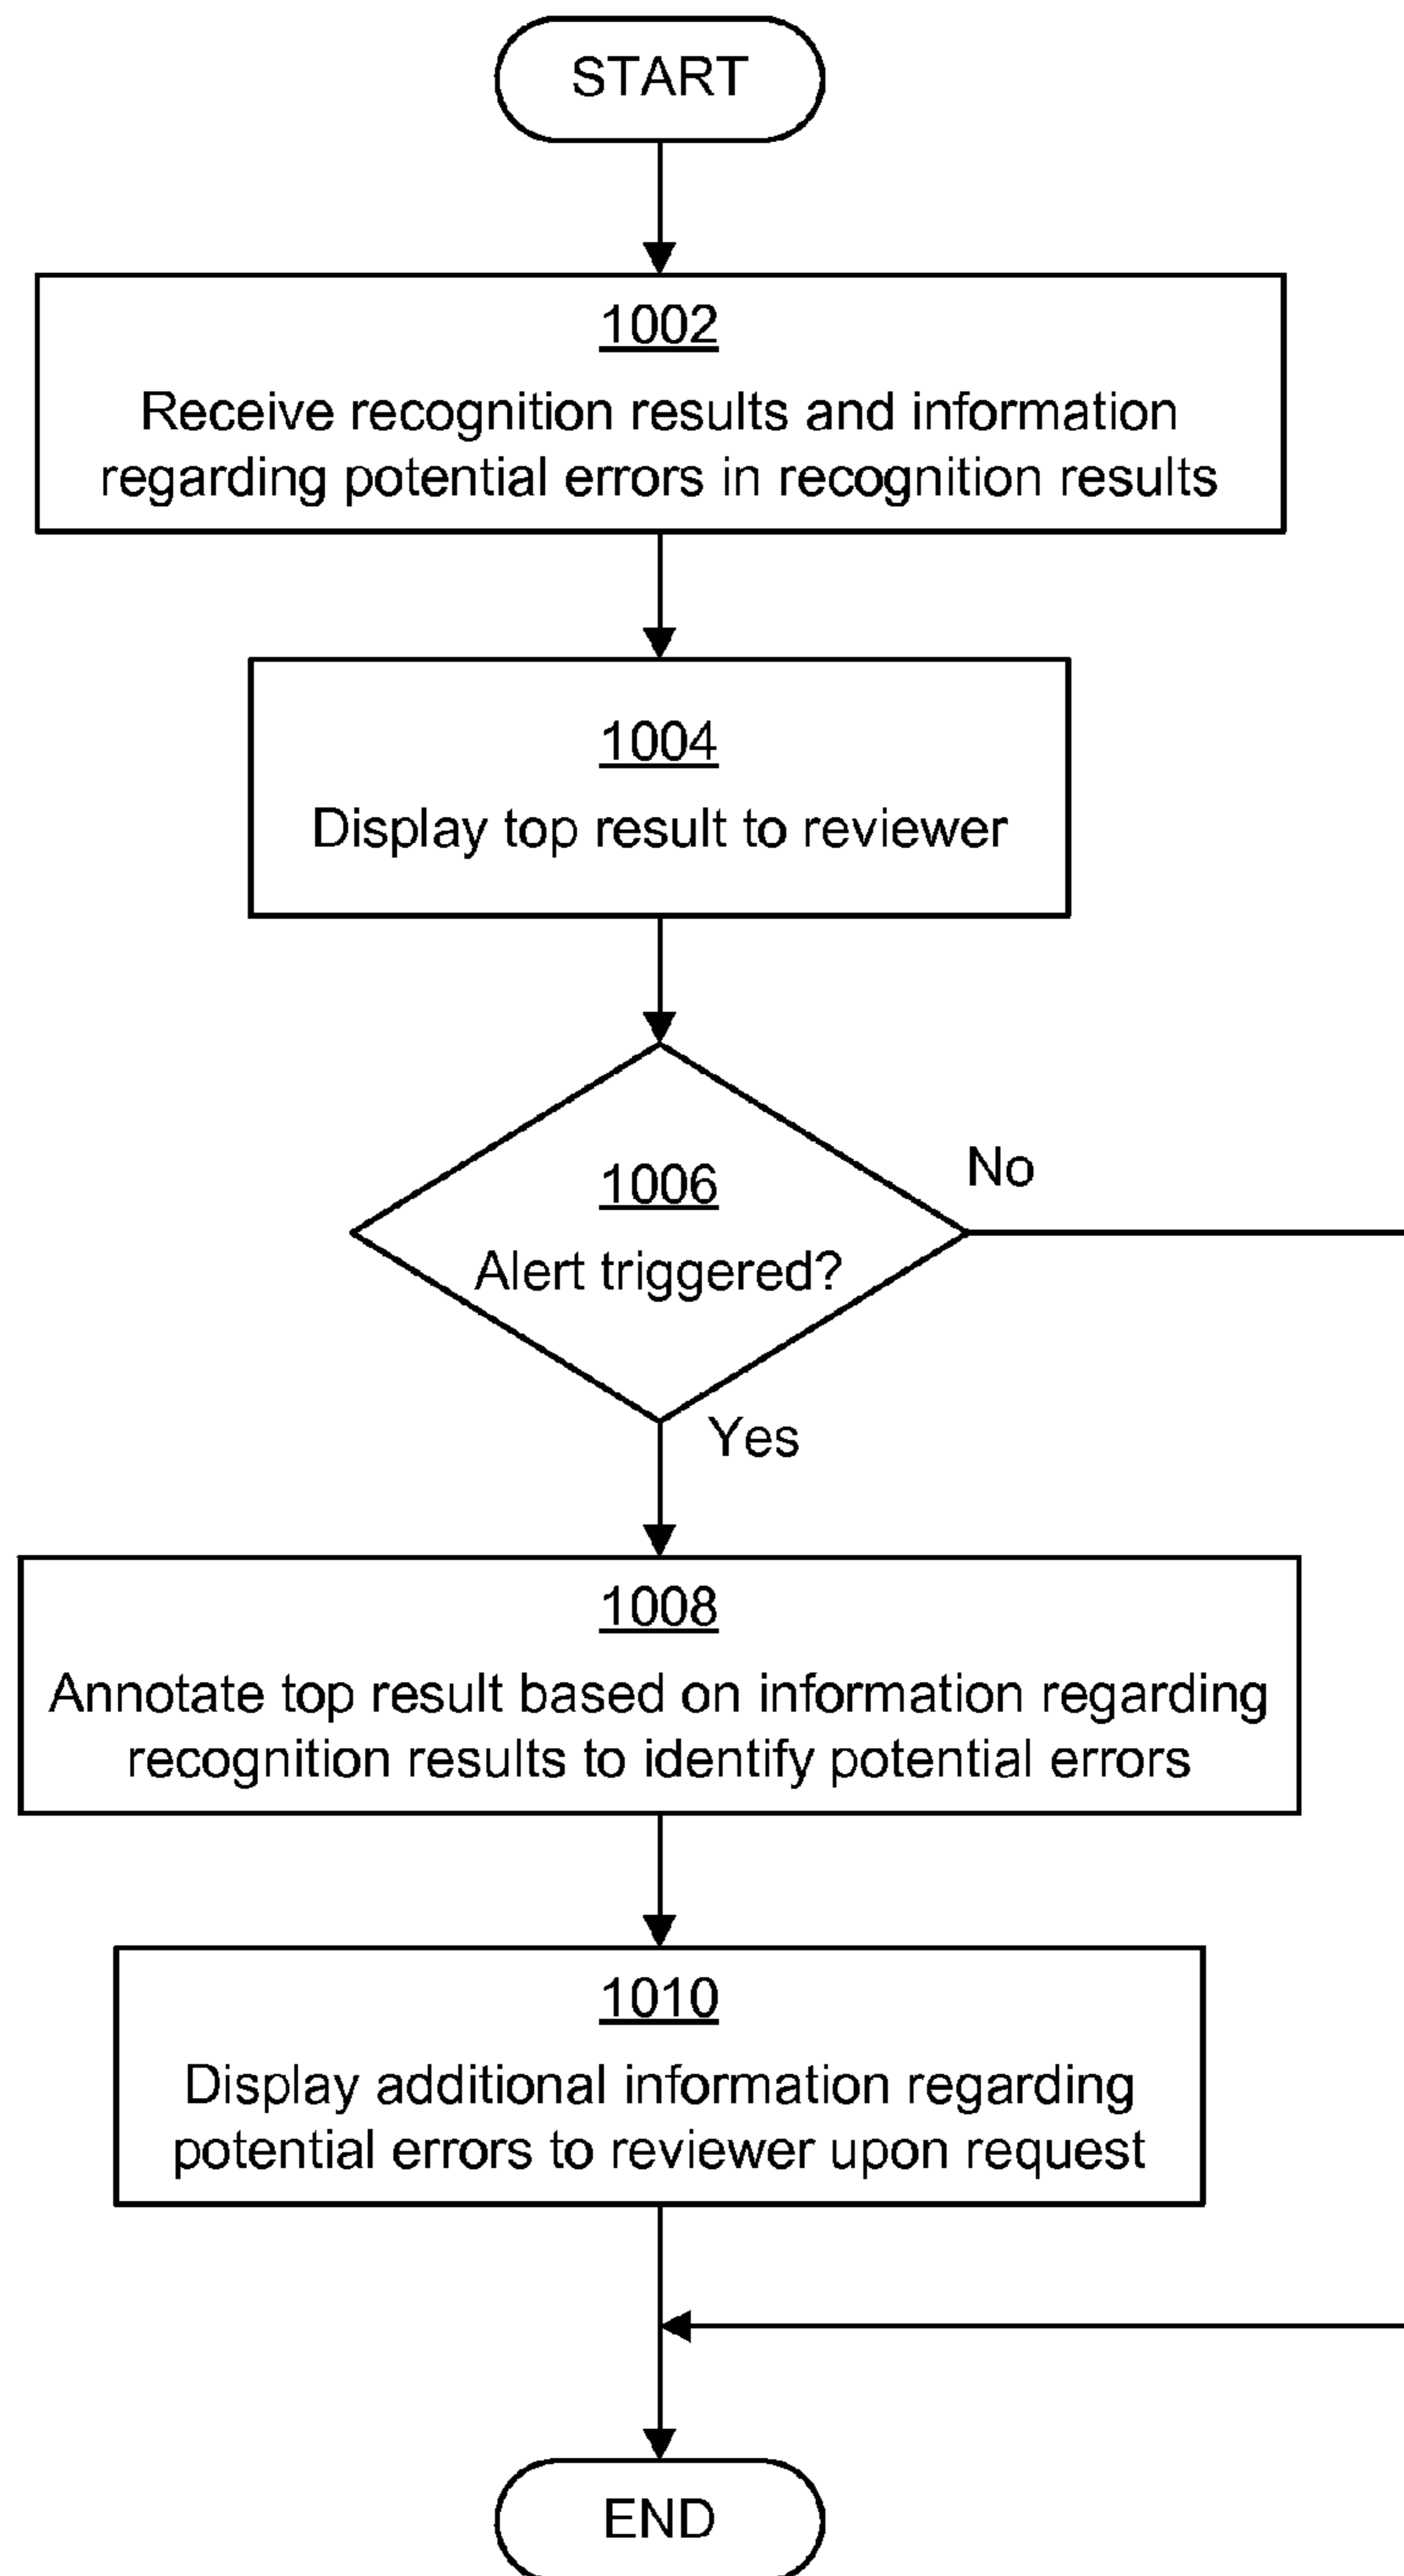 START
1002
Receive recognition results and information
regarding potential errors in recognition results
1004
Display top result to reviewer
1006
Alert triggered?
No
Yes
1008
Annotate top result based on information regarding
recognition results to identify potential errors
1010
Display additional information regarding
potential errors to reviewer upon request
END